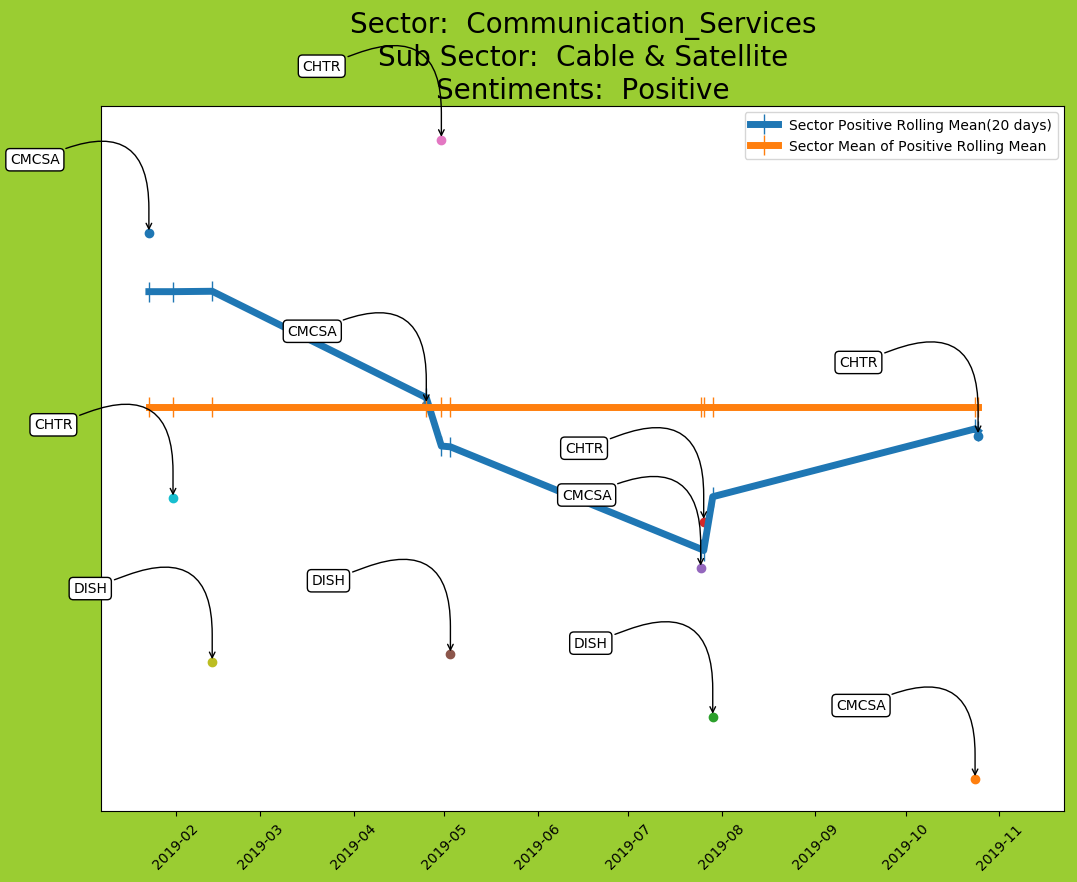 Sector:  Communication_Services
Sub Sector:  Cable & Satellite
Sentiments:  Positive
CHTR
Sector Positive Rolling Mean(20 days)
Sector Mean of Positive Rolling Mean
CMCSA
CMCSA
CHTR
CHTR
CHTR
CMCSA
DISH
DISH
DISH
CMCSA
2019-02
2019-03
2019-04
2019-05
2019-06
2019-07
2019-08
2019-09
2019-10
2019-11